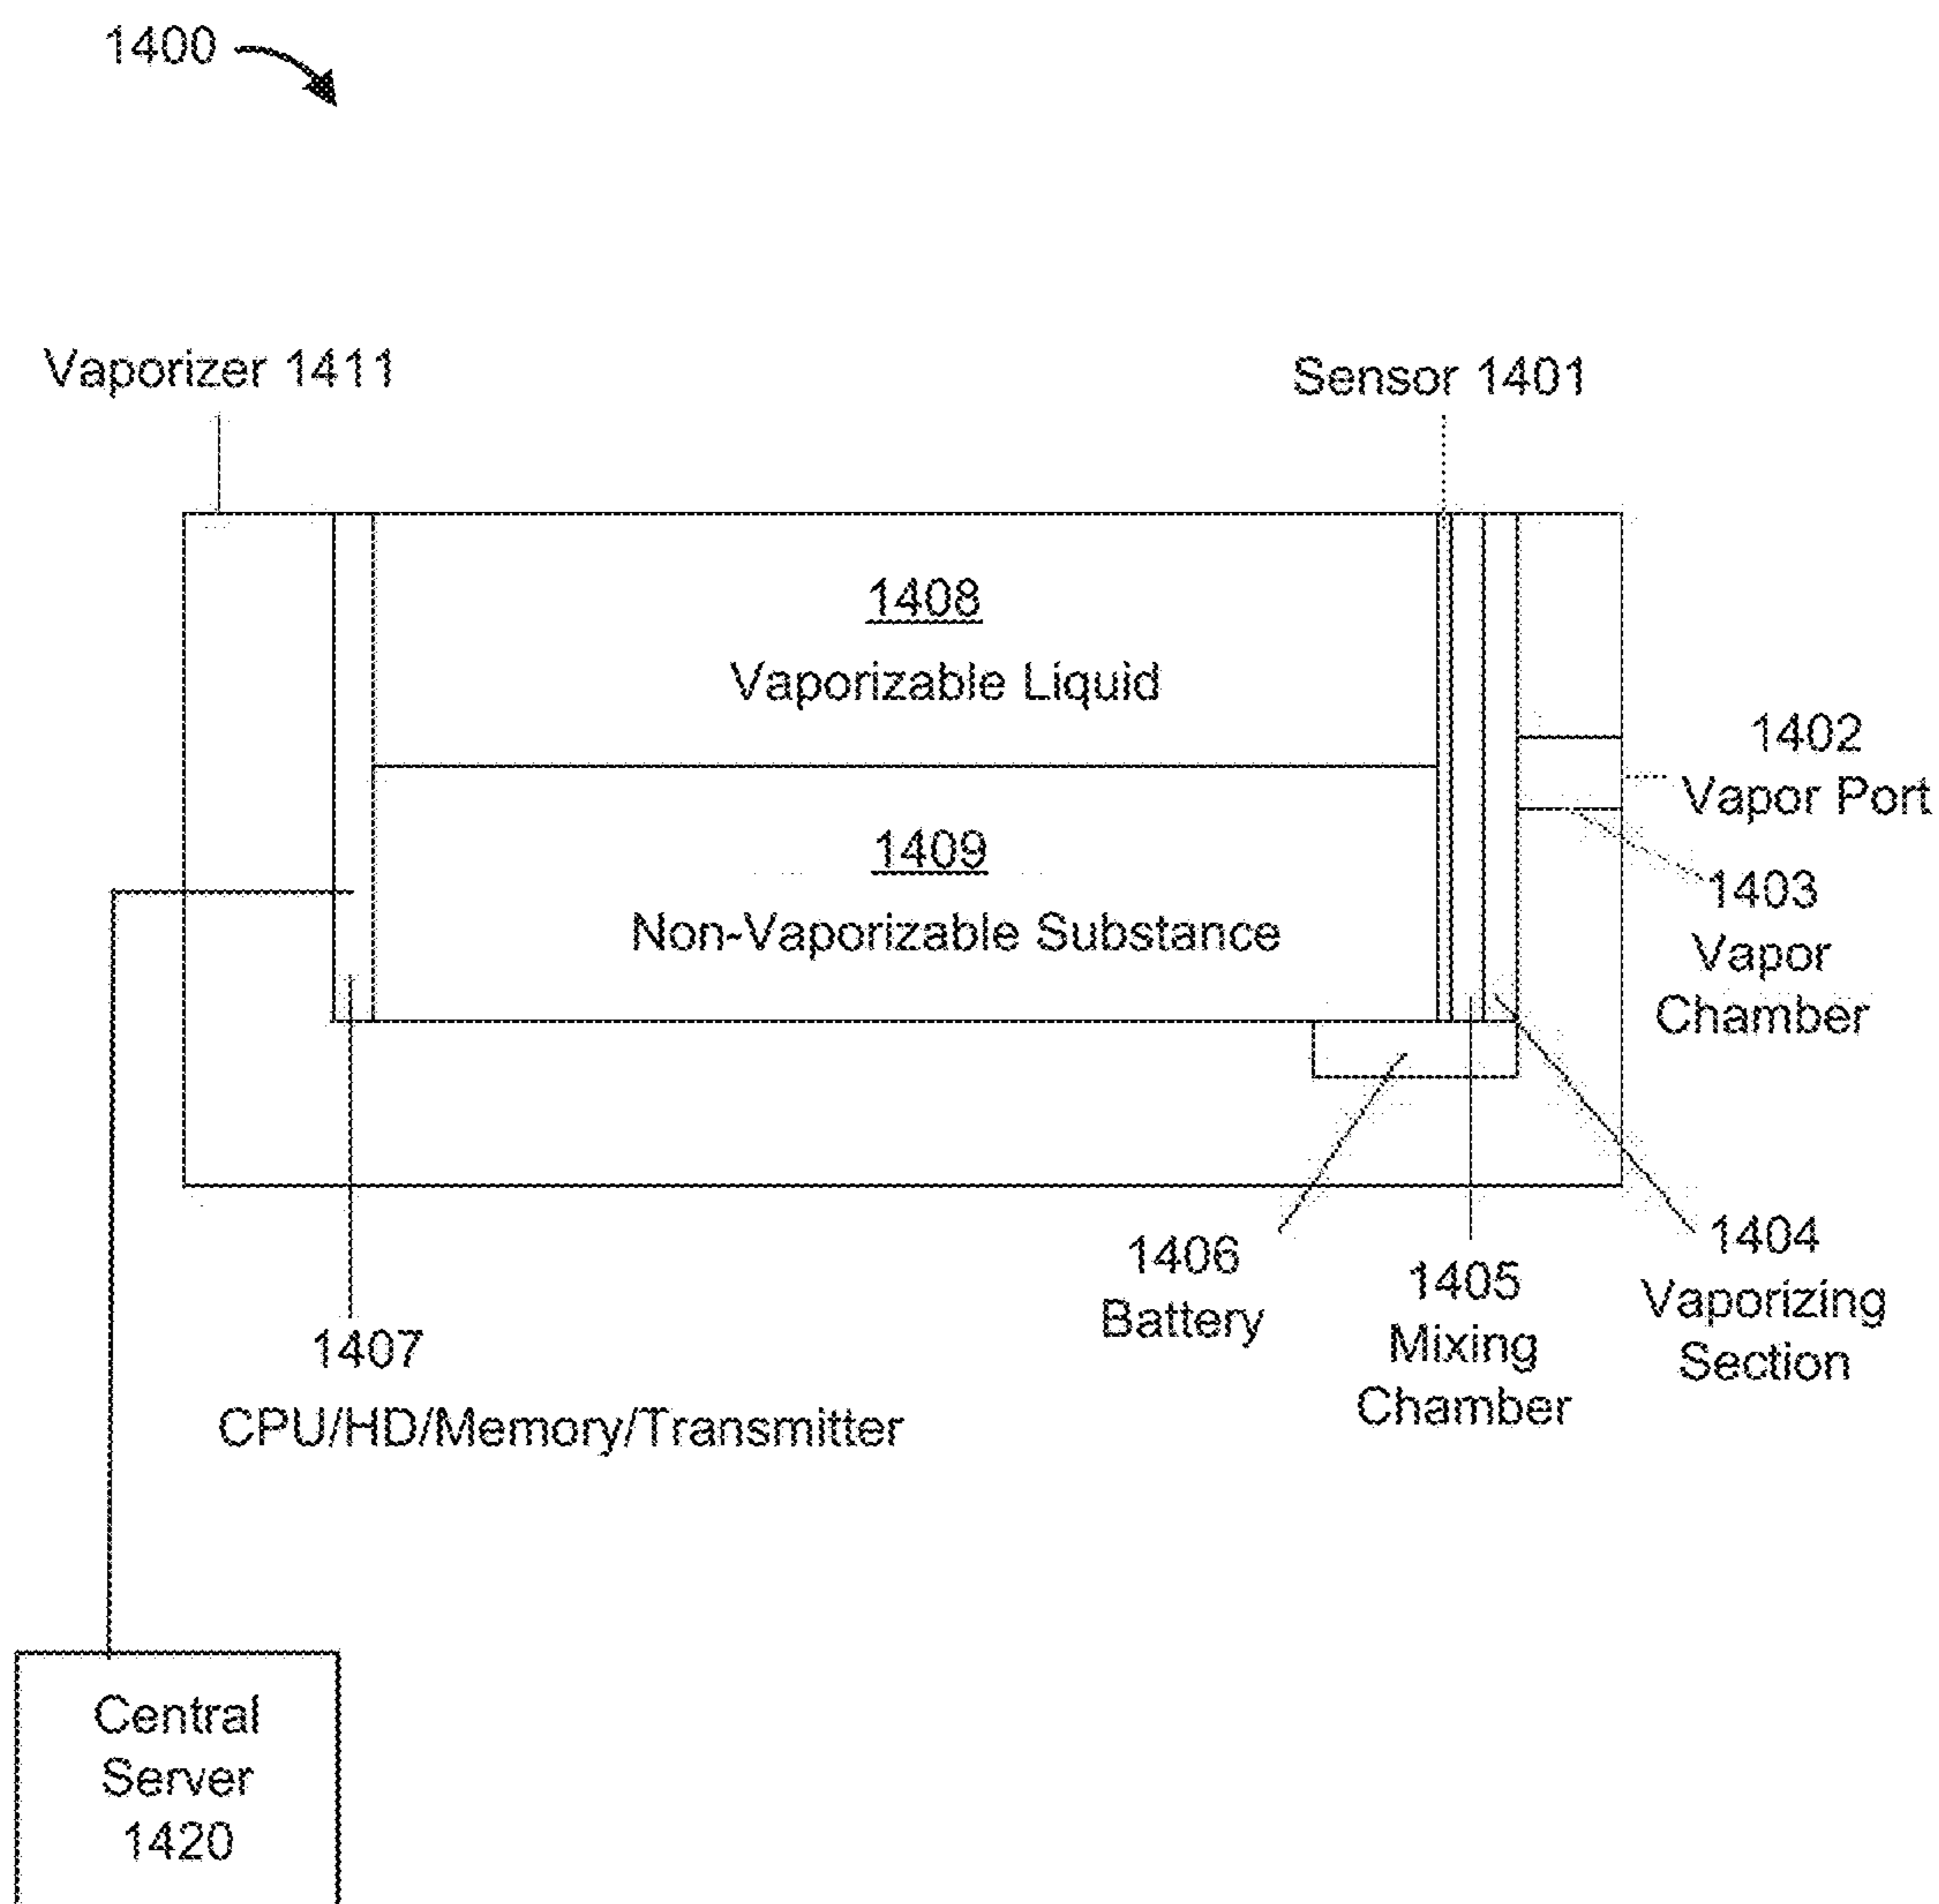 1400
Vaporizer 1411
Sensor 1401
1408
Vaporizable Liquid
1402
Vapor Port
1409
Non-Vaporizable Substance
1403
Vapor
Chamber
1406
Battery
1405
Mixing
Chamber
1404
Vaporizing
Section
1407
CPU/HD/Memory/Transmitter
Central
Server
1420